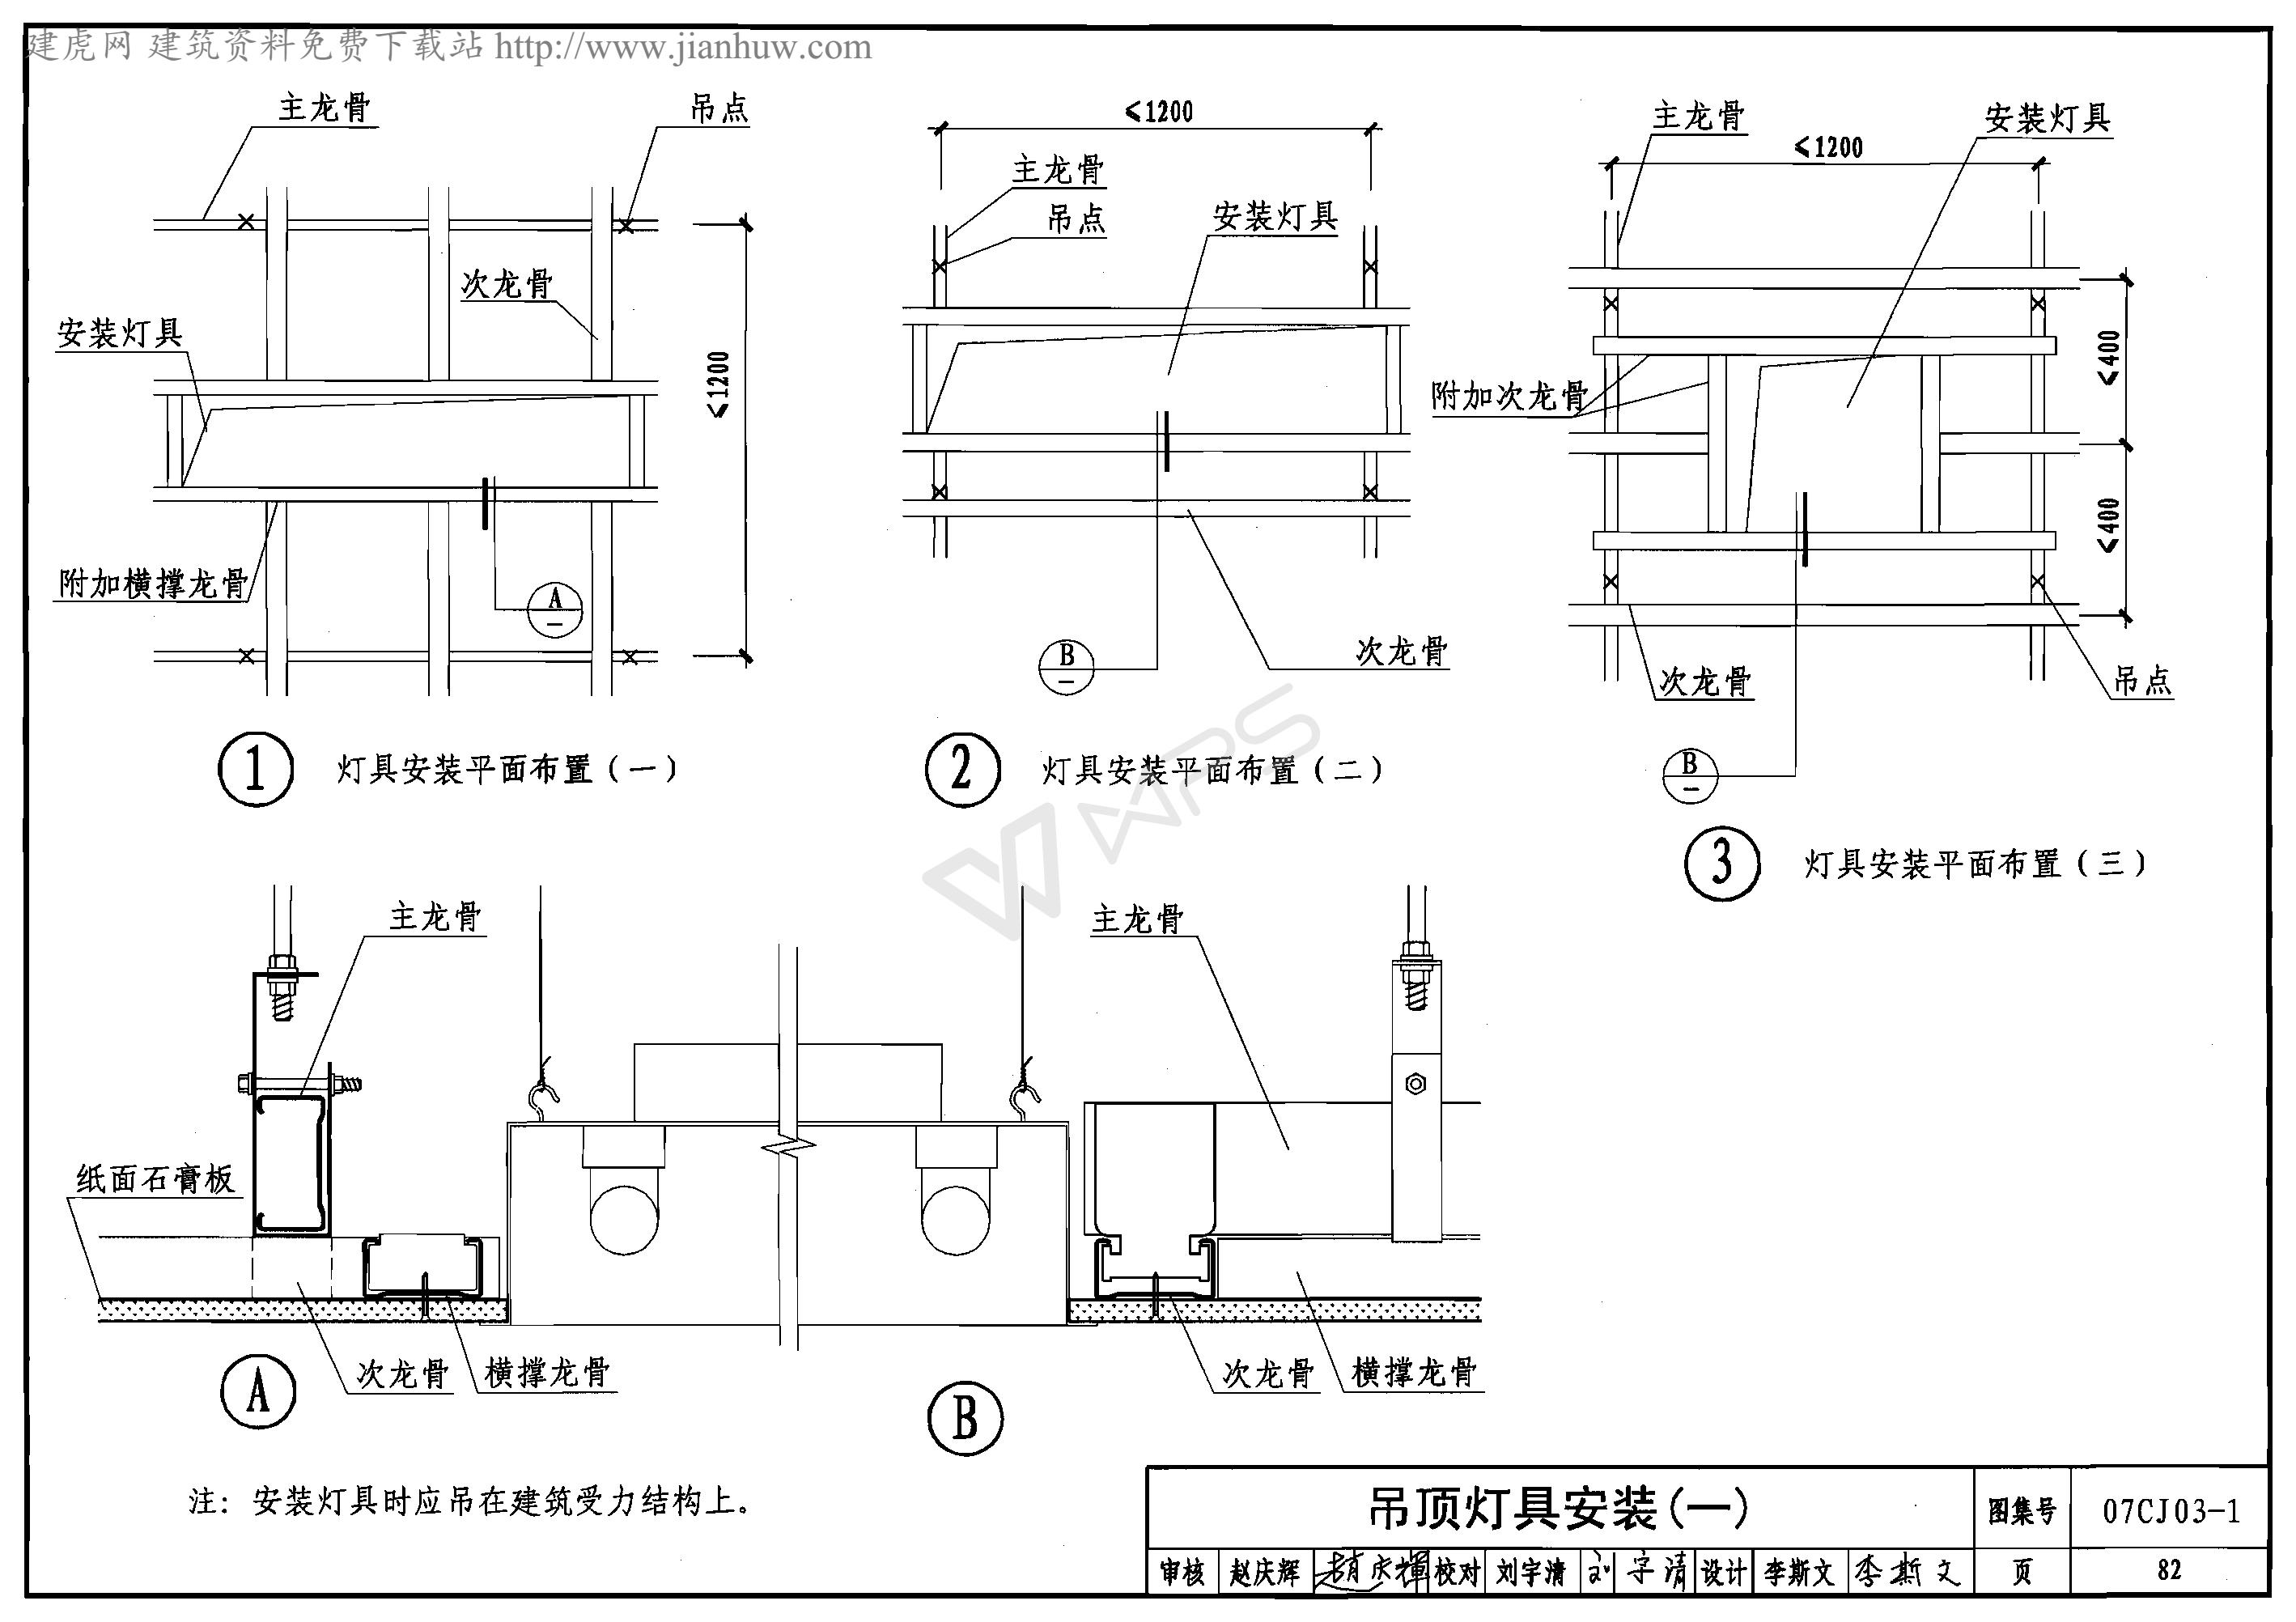 建虎网 建筑资料免费下载站 http://www.jianhuw.com
主龙骨
吊点
次龙骨
安装灯具
≤1200
附加横撑龙骨
A
1 灯具安装平面布置(一)
≤1200
主龙骨
吊点
安装灯具
次龙骨
B
2 灯具安装平面布置(二)
主龙骨
安装灯具
≤1200
附加次龙骨
≤400
≤400
次龙骨
吊点
B
3 灯具安装平面布置(三)
WPS
主龙骨
纸面石膏板
次龙骨
横撑龙骨
A
主龙骨
次龙骨
横撑龙骨
B
注: 安装灯具时应吊在建筑受力结构上。
吊顶灯具安装(一)
图集号 07CJ03-1
审核 赵庆辉 趙庆輝 校对 刘宇清 刘宇清 设计 李斯文 李斯文 页 82